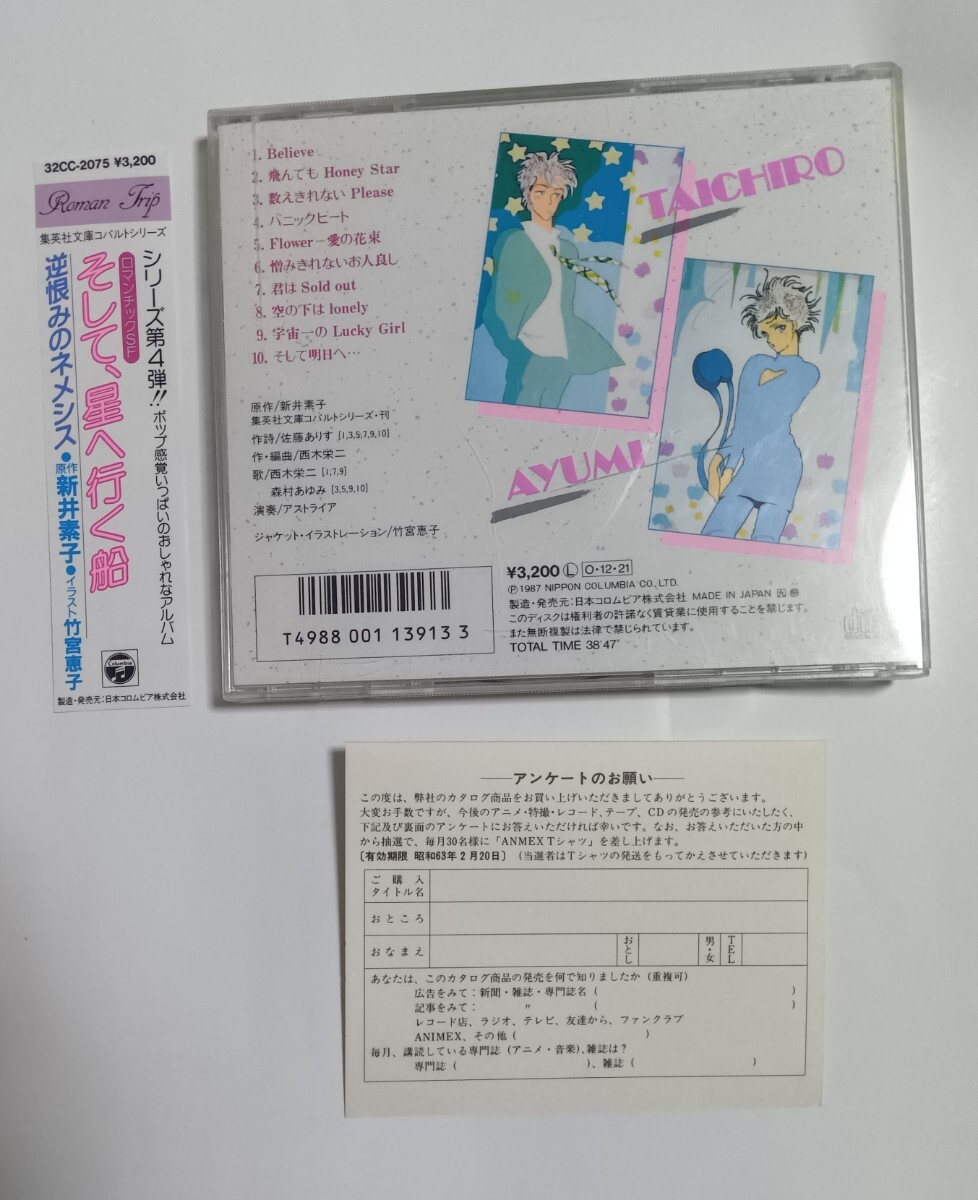 32CC-2075 ¥3,200
Roman Trip
集英社文庫コバルトシリーズ
シリーズ第4弾!! ポップ感覚いっぱいのおしゃれなアルバム
ロマンチックSF
そして、星へ行く船
逆恨みのネメシス●原作 新井素子●イラスト 竹宮恵子
Columbia
製造・発売元:日本コロムビア株式会社
1. Believe
2. 飛んでも Honey Star
3. 数えきれない Please
4. パニックビート
5. Flower－愛の花束
6. 憎みきれないお人良し
7. 君は Sold out
8. 空の下は lonely
9. 宇宙一の Lucky Girl
10. そして明日へ…
TAICHIRO
AYUMI
原作/新井素子
集英社文庫コバルトシリーズ・刊
作詩/佐藤ありす [1,3,5,7,9,10]
作・編曲/西木栄二
歌/西木栄二 [1,7,9]
森村あゆみ [3,5,9,10]
演奏/アストライア
ジャケット・イラストレーション/竹宮恵子
T4988 001 13913 3
¥3,200 Ⓛ O・12・21
Ⓟ1987 NIPPON COLUMBIA CO., LTD.
製造・発売元:日本コロムビア株式会社 MADE IN JAPAN
このディスクは権利者の許諾なく賃貸業に使用することを禁じます。
また無断複製は法律で禁じられています。
TOTAL TIME 38'47"
──アンケートのお願い──
この度は、弊社のカタログ商品をお買い上げいただきましてありがとうございます。
大変お手数ですが、今後のアニメ・特撮・レコード、テープ、CDの発売の参考にいたしたく、
下記及び裏面のアンケートにお答えいただければ幸いです。なお、お答えいただいた方の中
から抽選で、毎月30名様に「ANMEX Tシャツ」を差し上げます。
〔有効期限 昭和63年2月20日〕 (当選者はTシャツの発送をもってかえさせていただきます)
ご購入
タイトル名
おところ
おなまえ
おとし
男・女
TEL
あなたは、このカタログ商品の発売を何で知りましたか (重複可)
広告をみて：新聞・雑誌・専門誌名 ( )
記事をみて： 〃 ( )
レコード店、ラジオ、テレビ、友達から、ファンクラブ
ANIMEX、その他 ( )
毎月、講読している専門誌 (アニメ・音楽)、雑誌は？
専門誌 ( )、雑誌 ( )